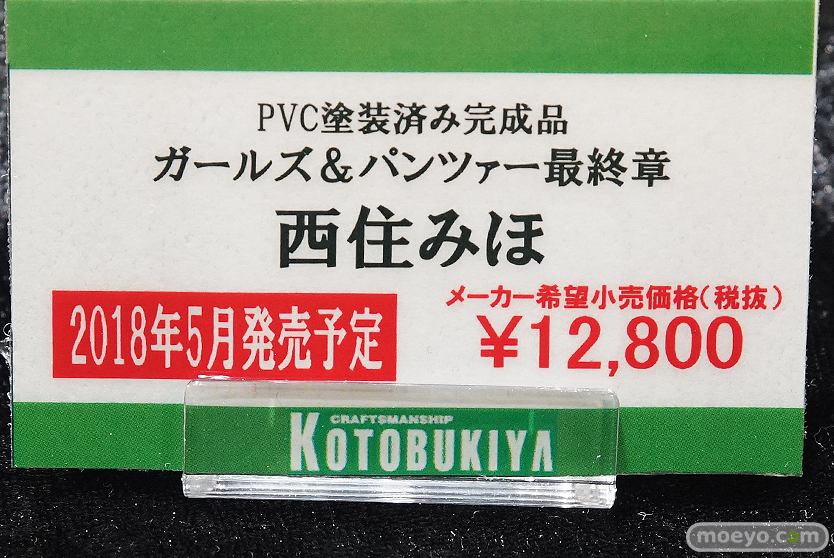 PVC塗装済み完成品
ガールズ&パンツァー最終章
西住みほ
2018年5月発売予定
メーカー希望小売価格(税抜)
¥12,800
CRAFTSMANSHIP
KOTOBUKIYA
moeyo.com